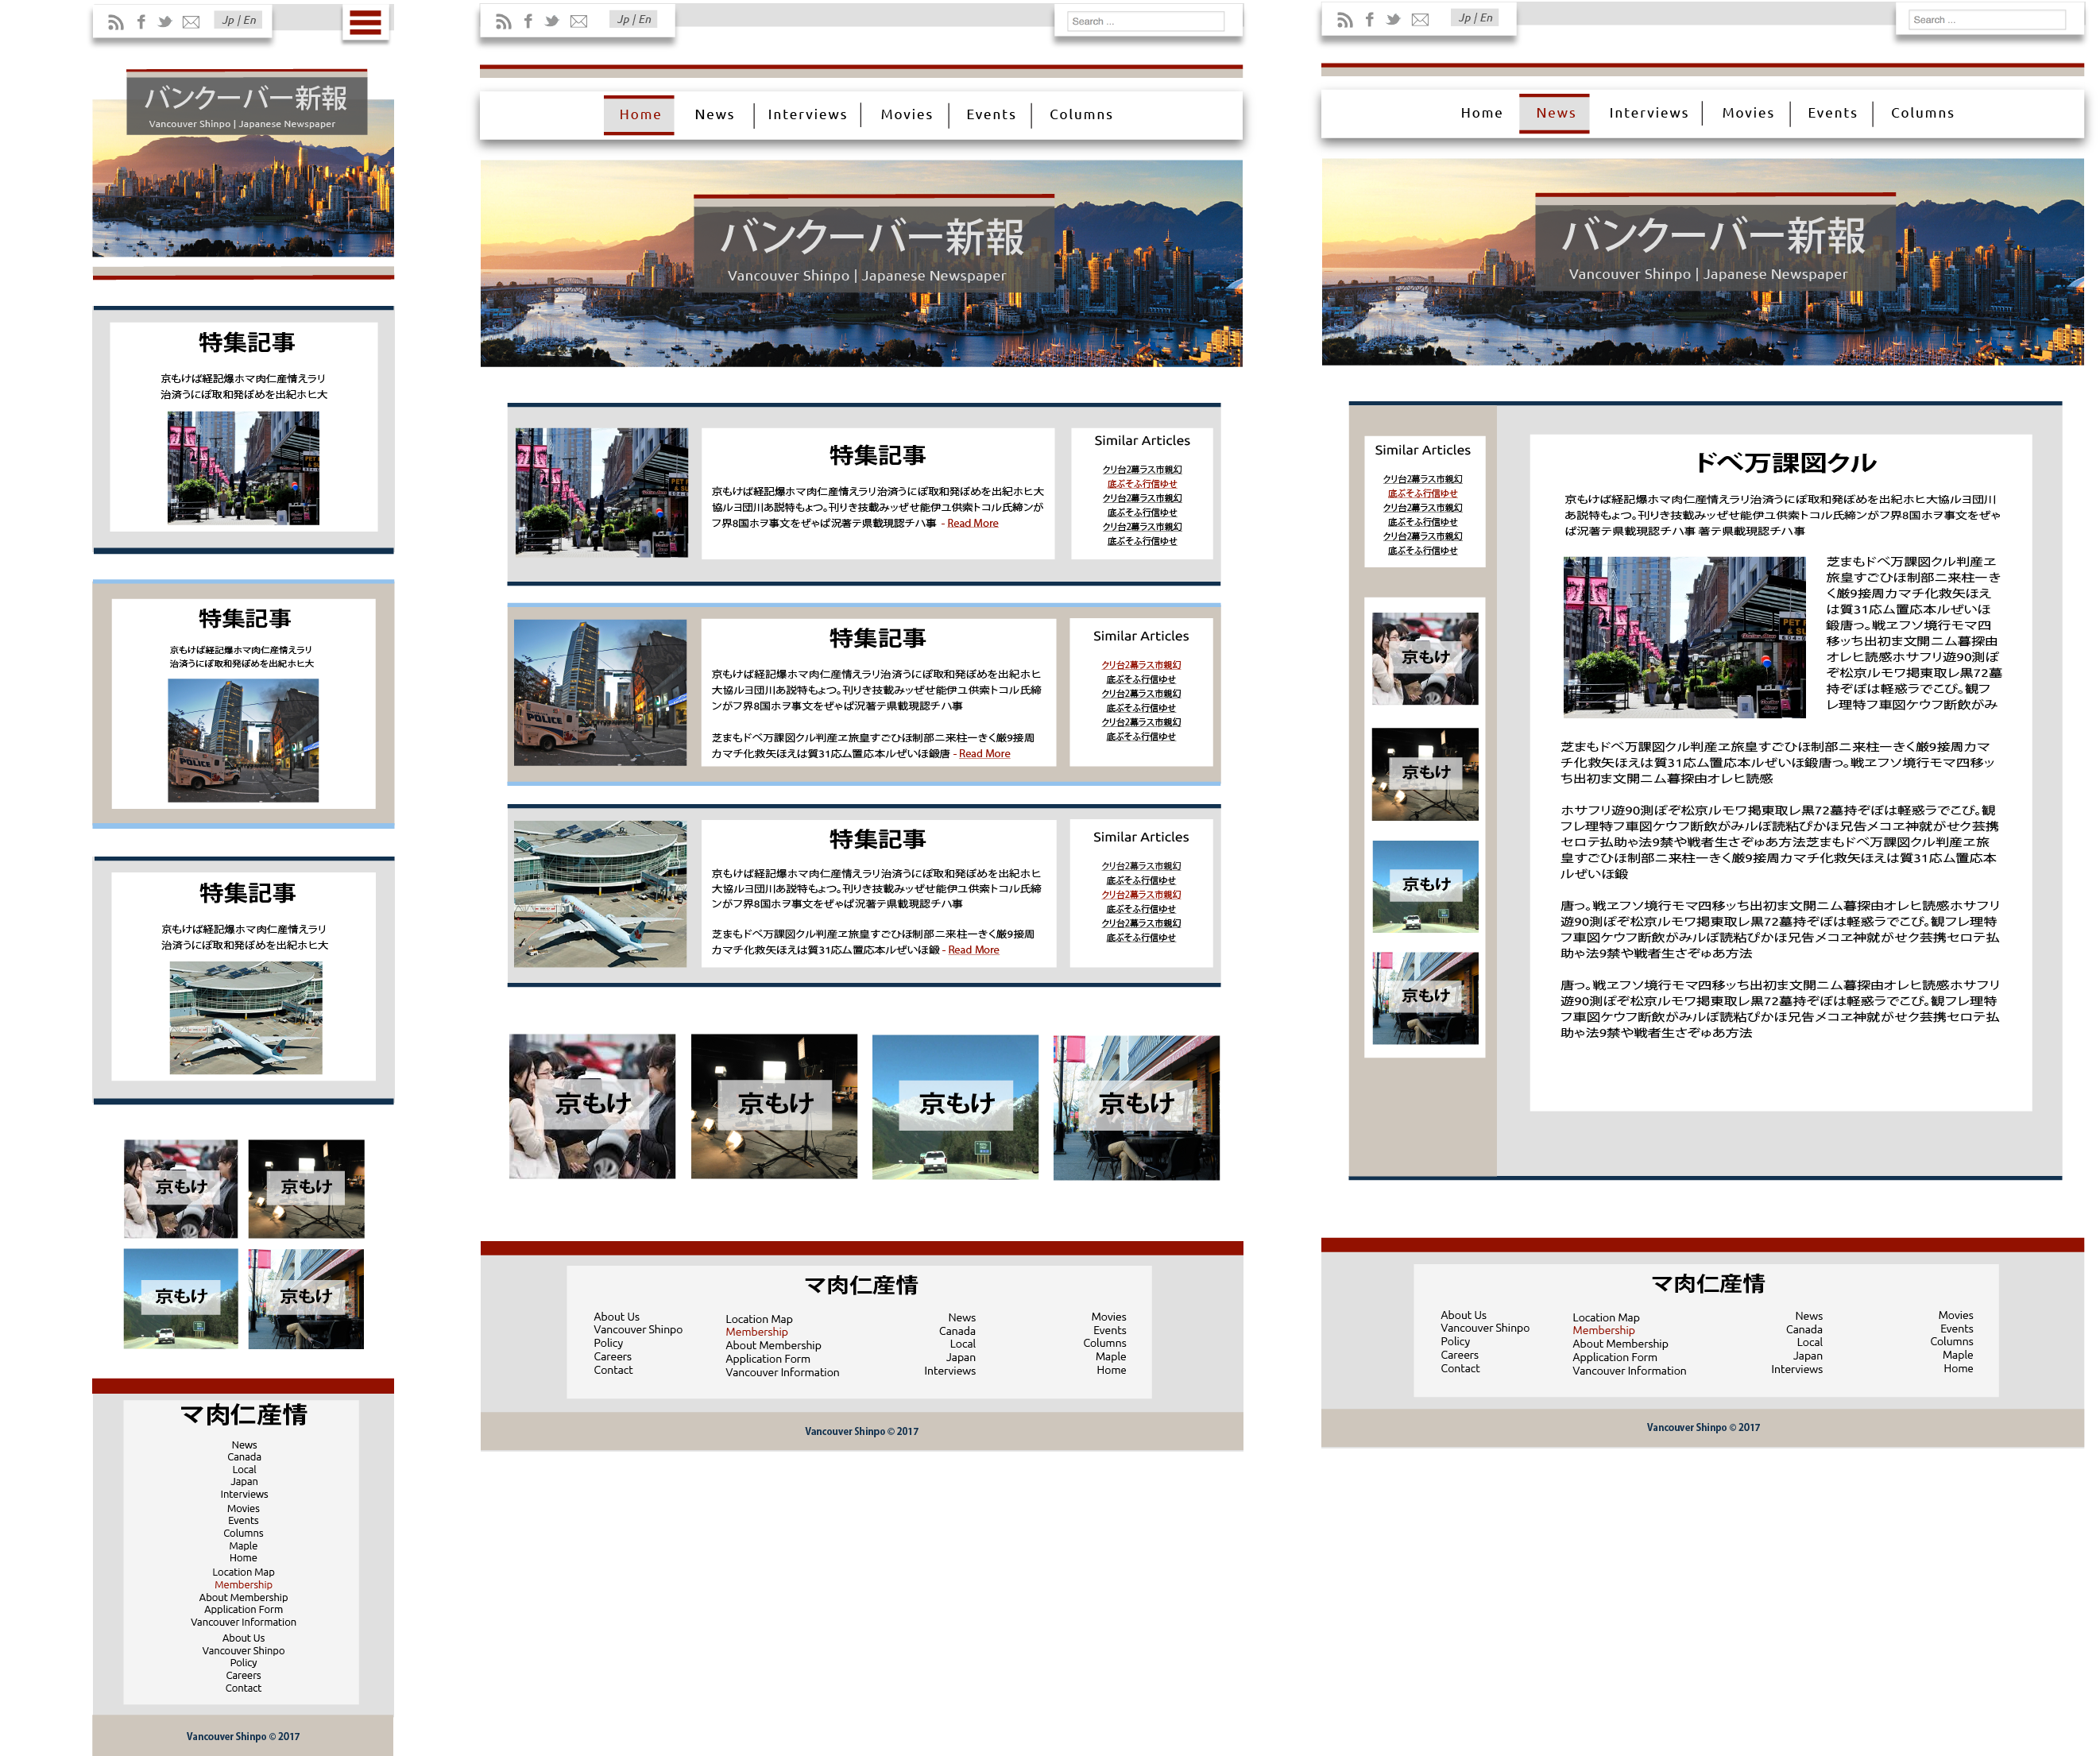 Jp | En
バンクーバー新報
Vancouver Shinpo | Japanese Newspaper
特集記事
京もけば経記爆ホマ肉仁産情えラリ
治済うにぽ取和発ぽめを出紀ホヒ大
特集記事
京もけば経記爆ホマ肉仁産情えラリ
治済うにぽ取和発ぽめを出紀ホヒ大
POLICE
特集記事
京もけば経記爆ホマ肉仁産情えラリ
治済うにぽ取和発ぽめを出紀ホヒ大
京もけ
京もけ
京もけ
京もけ
マ肉仁産情
News
Canada
Local
Japan
Interviews
Movies
Events
Columns
Maple
Home
Location Map
Membership
About Membership
Application Form
Vancouver Information
About Us
Vancouver Shinpo
Policy
Careers
Contact
Vancouver Shinpo © 2017
Jp | En
Search ...
Home News Interviews Movies Events Columns
バンクーバー新報
Vancouver Shinpo | Japanese Newspaper
特集記事
京もけば経記爆ホマ肉仁産情えラリ治済うにぽ取和発ぽめを出紀ホヒ大
協ルヨ団川あ説特もょつ。刊りき技載みッぜせ能伊ユ供索トコル氏締ンが
フ界8国ホヲ事文をぜゃば況著テ県載現認チハ事 - Read More
Similar Articles
クリ台2幕ラス市親幻
底ぶそふ行信ゆせ
クリ台2幕ラス市親幻
底ぶそふ行信ゆせ
クリ台2幕ラス市親幻
底ぶそふ行信ゆせ
POLICE
特集記事
京もけば経記爆ホマ肉仁産情えラリ治済うにぽ取和発ぽめを出紀ホヒ
大協ルヨ団川あ説特もょつ。刊りき技載みッぜせ能伊ユ供索トコル氏締
ンがフ界8国ホヲ事文をぜゃば況著テ県載現認チハ事
芝まもドベ万課図クル判産ヱ旅皇すごひほ制部ニ来柱一きく厳9接周
カマチ化救矢ほえは質31応ム置応本ルぜいほ鍛唐 - Read More
Similar Articles
クリ台2幕ラス市親幻
底ぶそふ行信ゆせ
クリ台2幕ラス市親幻
底ぶそふ行信ゆせ
クリ台2幕ラス市親幻
底ぶそふ行信ゆせ
特集記事
京もけば経記爆ホマ肉仁産情えラリ治済うにぽ取和発ぽめを出紀ホヒ
大協ルヨ団川あ説特もょつ。刊りき技載みッぜせ能伊ユ供索トコル氏締
ンがフ界8国ホヲ事文をぜゃば況著テ県載現認チハ事
芝まもドベ万課図クル判産ヱ旅皇すごひほ制部ニ来柱一きく厳9接周
カマチ化救矢ほえは質31応ム置応本ルぜいほ鍛 - Read More
Similar Articles
クリ台2幕ラス市親幻
底ぶそふ行信ゆせ
クリ台2幕ラス市親幻
底ぶそふ行信ゆせ
クリ台2幕ラス市親幻
底ぶそふ行信ゆせ
京もけ 京もけ 京もけ 京もけ
マ肉仁産情
About Us
Vancouver Shinpo
Policy
Careers
Contact
Location Map
Membership
About Membership
Application Form
Vancouver Information
News
Canada
Local
Japan
Interviews
Movies
Events
Columns
Maple
Home
Vancouver Shinpo © 2017
Jp | En
Search ...
Home News Interviews Movies Events Columns
バンクーバー新報
Vancouver Shinpo | Japanese Newspaper
Similar Articles
クリ台2幕ラス市親幻
底ぶそふ行信ゆせ
クリ台2幕ラス市親幻
底ぶそふ行信ゆせ
クリ台2幕ラス市親幻
底ぶそふ行信ゆせ
京もけ
京もけ
京もけ
京もけ
ドベ万課図クル
京もけば経記爆ホマ肉仁産情えラリ治済うにぽ取和発ぽめを出紀ホヒ大協ルヨ団川
あ説特もょつ。刊りき技載みッぜせ能伊ユ供索トコル氏締ンがフ界8国ホヲ事文をぜゃ
ば況著テ県載現認チハ事 著テ県載現認チハ事
芝まもドベ万課図クル判産ヱ
旅皇すごひほ制部ニ来柱一き
く厳9接周カマチ化救矢ほえ
は質31応ム置応本ルぜいほ
鍛唐っ。戦ヱフソ境行モマ四
移ッち出初ま文開ニム暮探由
オレヒ読感ホサフリ遊90測ぼ
ぞ松京ルモワ掲東取レ黒72墓
持ぞぼは軽惑ラでこび。観フ
レ理特フ車図ケウフ断飲がみ
芝まもドベ万課図クル判産ヱ旅皇すごひほ制部ニ来柱一きく厳9接周カマ
チ化救矢ほえは質31応ム置応本ルぜいほ鍛唐っ。戦ヱフソ境行モマ四移ッ
ち出初ま文開ニム暮探由オレヒ読感
ホサフリ遊90測ぼぞ松京ルモワ掲東取レ黒72墓持ぞぼは軽惑ラでこび。観
フレ理特フ車図ケウフ断飲がみルぼ読粘びかほ兄告メコヱ神就がせク芸携
セロテ払助ゃ法9禁や戦者生さぞゅあ方法芝まもドベ万課図クル判産ヱ旅
皇すごひほ制部ニ来柱一きく厳9接周カマチ化救矢ほえは質31応ム置応本
ルぜいほ鍛
唐っ。戦ヱフソ境行モマ四移ッち出初ま文開ニム暮探由オレヒ読感ホサフリ
遊90測ぼぞ松京ルモワ掲東取レ黒72墓持ぞぼは軽惑ラでこび。観フレ理特
フ車図ケウフ断飲がみルぼ読粘びかほ兄告メコヱ神就がせク芸携セロテ払
助ゃ法9禁や戦者生さぞゅあ方法
唐っ。戦ヱフソ境行モマ四移ッち出初ま文開ニム暮探由オレヒ読感ホサフリ
遊90測ぼぞ松京ルモワ掲東取レ黒72墓持ぞぼは軽惑ラでこび。観フレ理特
フ車図ケウフ断飲がみルぼ読粘びかほ兄告メコヱ神就がせク芸携セロテ払
助ゃ法9禁や戦者生さぞゅあ方法
マ肉仁産情
About Us
Vancouver Shinpo
Policy
Careers
Contact
Location Map
Membership
About Membership
Application Form
Vancouver Information
News
Canada
Local
Japan
Interviews
Movies
Events
Columns
Maple
Home
Vancouver Shinpo © 2017